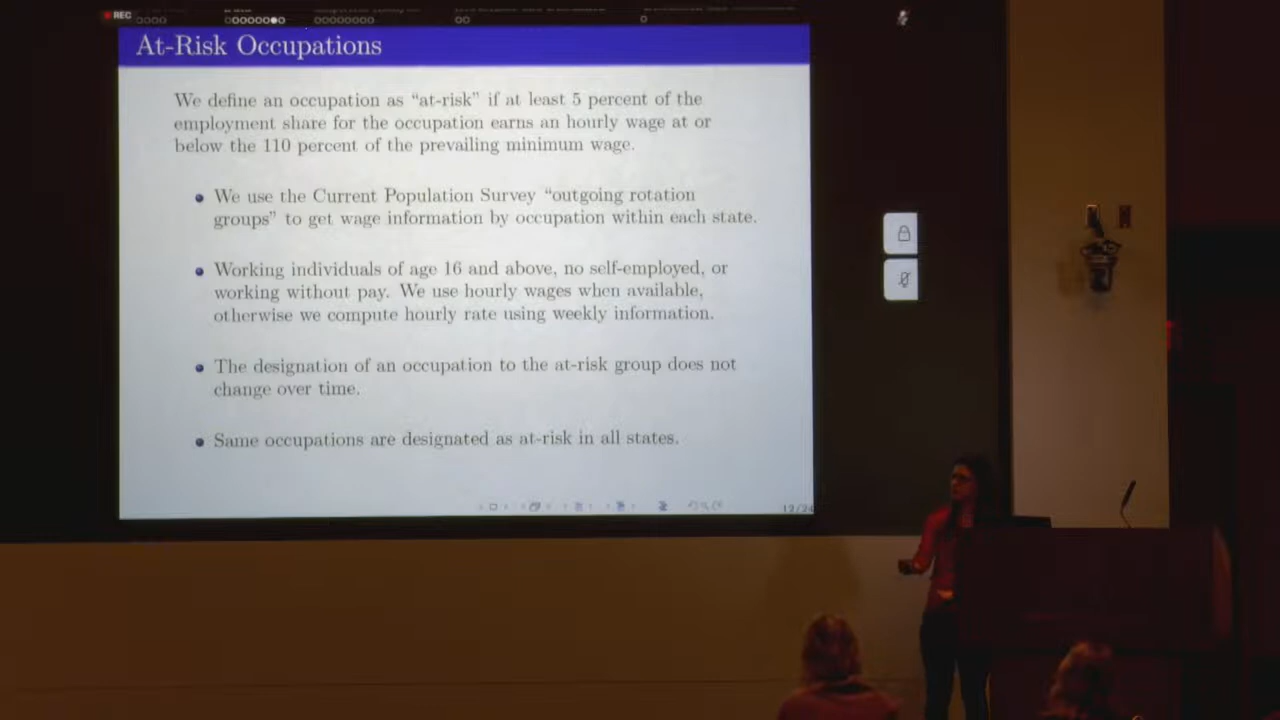 REC
At-Risk Occupations
We define an occupation as “at-risk” if at least 5 percent of the
employment share for the occupation earns an hourly wage at or
below the 110 percent of the prevailing minimum wage.
We use the Current Population Survey “outgoing rotation
groups” to get wage information by occupation within each state.
Working individuals of age 16 and above, no self-employed, or
working without pay. We use hourly wages when available,
otherwise we compute hourly rate using weekly information.
The designation of an occupation to the at-risk group does not
change over time.
Same occupations are designated as at-risk in all states.
12/24